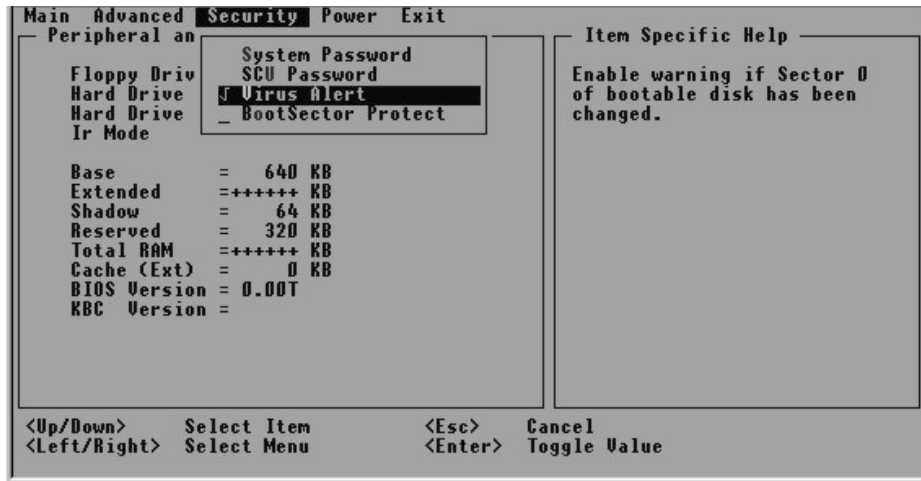 Main Advanced Security Power Exit
Peripheral an
Floppy Driv
Hard Drive
Hard Drive
Ir Mode
System Password
SCU Password
√ Virus Alert
_ BootSector Protect
Base = 640 KB
Extended =++++++ KB
Shadow = 64 KB
Reserved = 320 KB
Total RAM =++++++ KB
Cache (Ext) = 0 KB
BIOS Version = 0.00T
KBC Version =
Item Specific Help
Enable warning if Sector 0
of bootable disk has been
changed.
<Up/Down> Select Item <Esc> Cancel
<Left/Right> Select Menu <Enter> Toggle Value